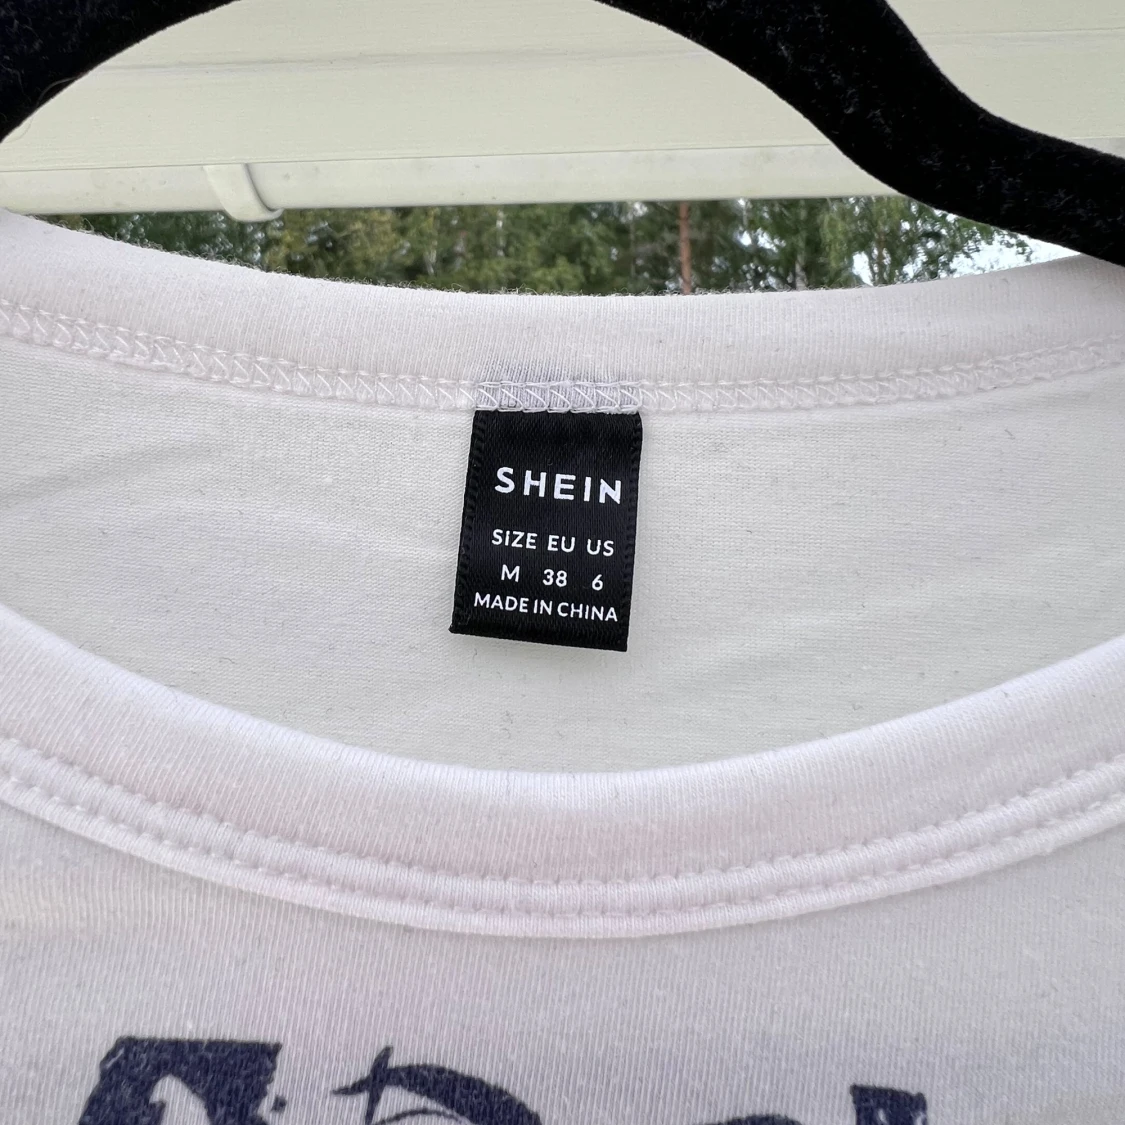 SHEIN
SIZE EU US
M 38 6
MADE IN CHINA